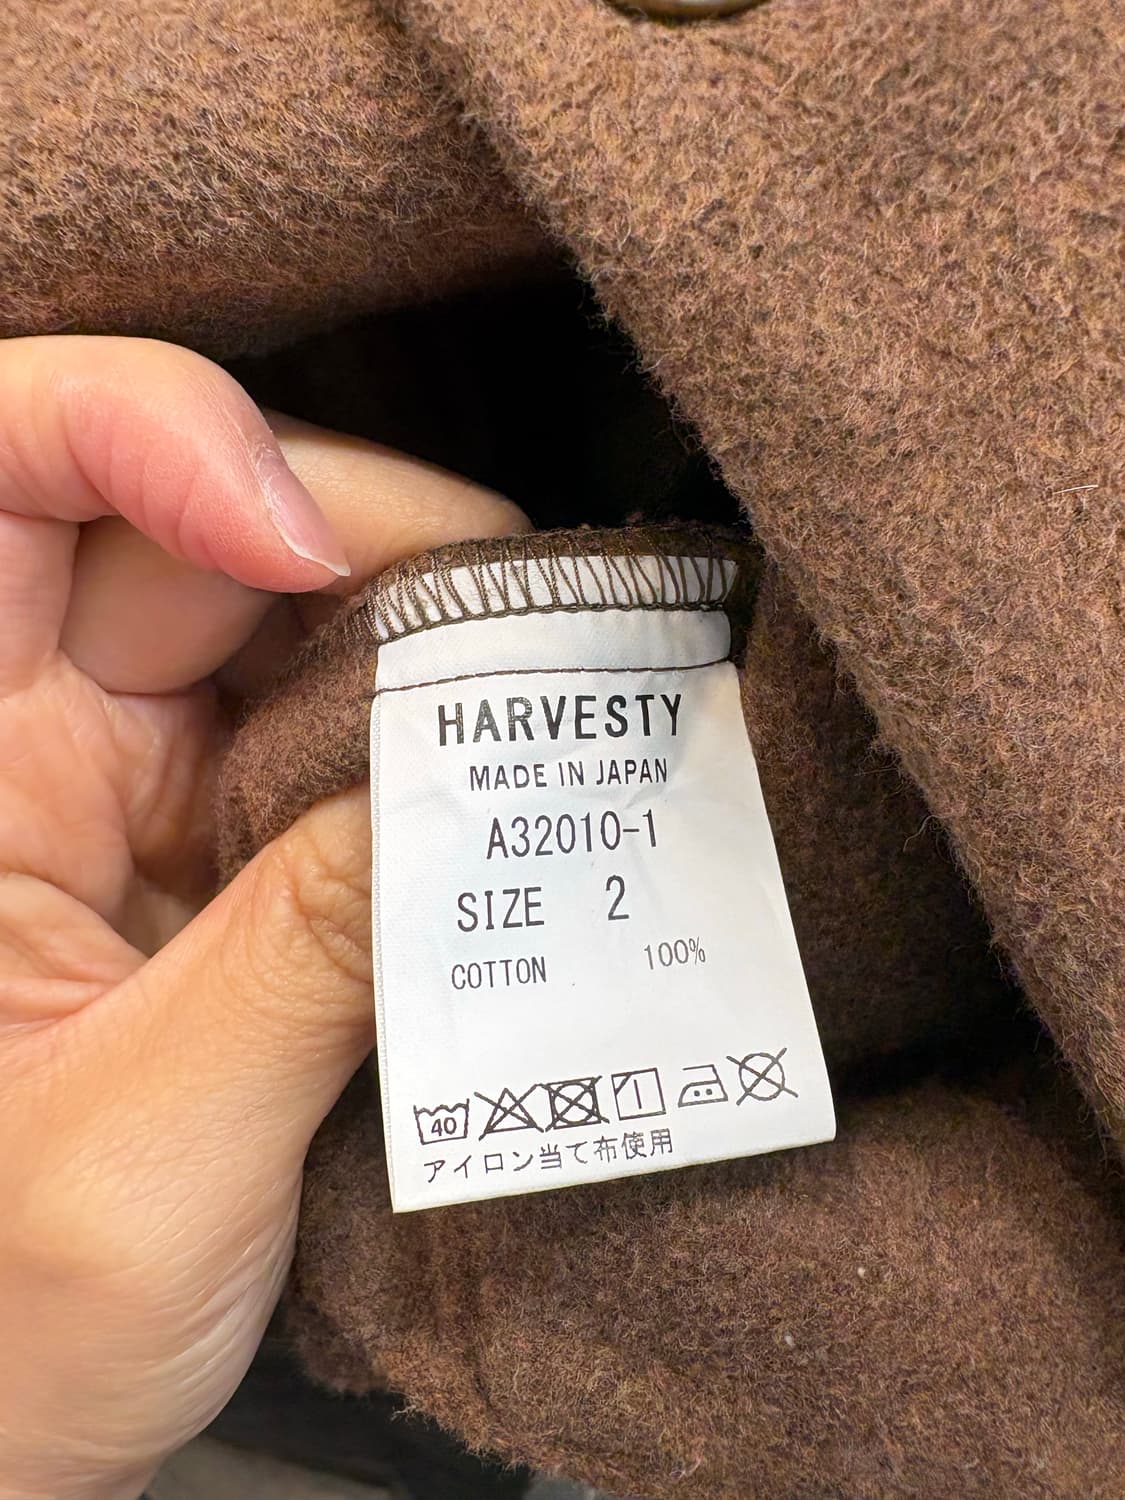 HARVESTY
MADE IN JAPAN
A32010-1
SIZE 2
COTTON 100%
40
アイロン当て布使用